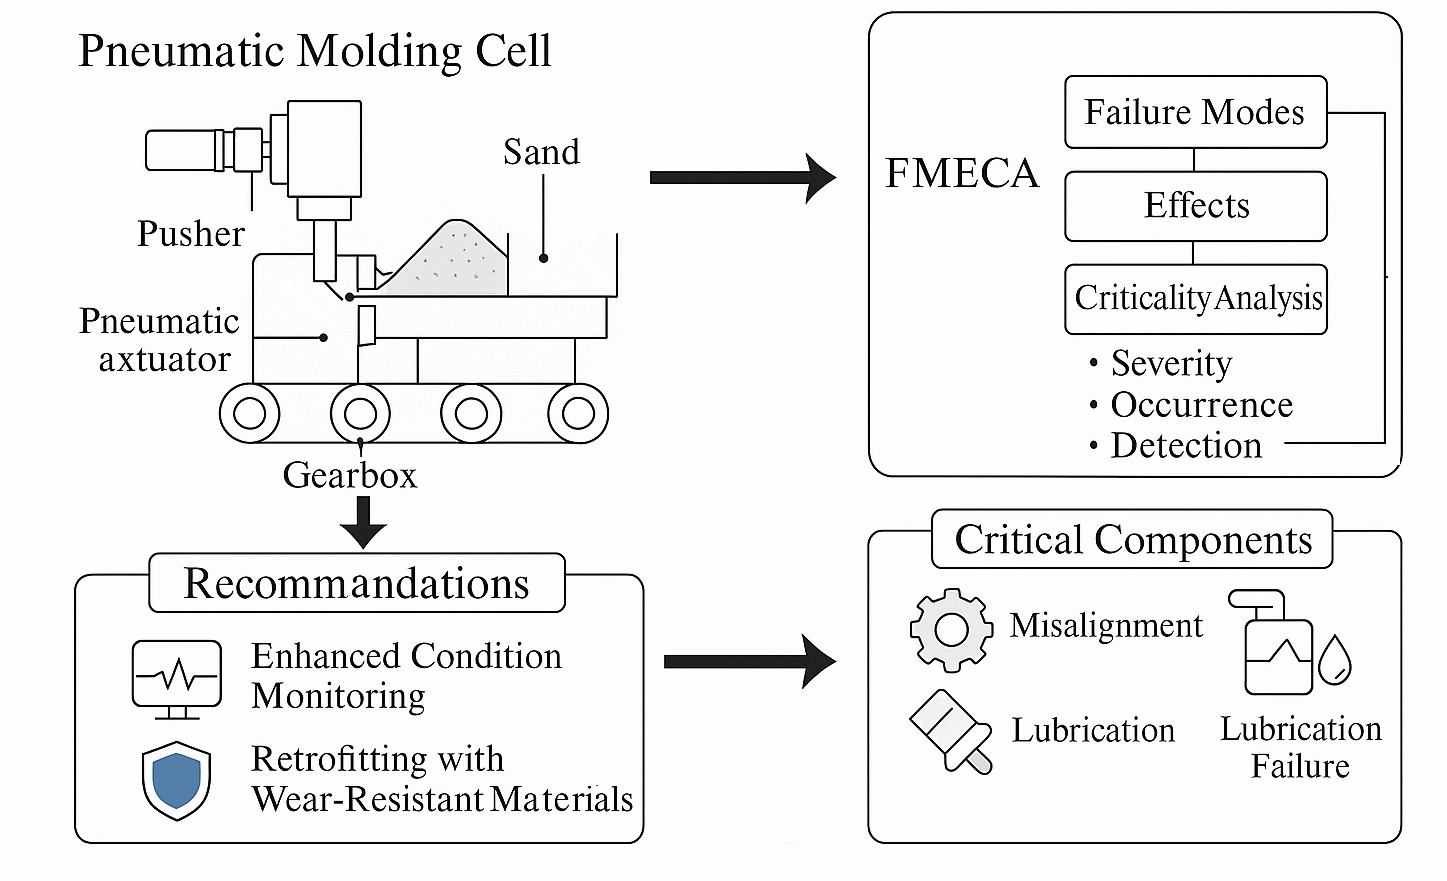 Pneumatic Molding Cell
Sand
Pusher
Pneumatic
axtuator
Gearbox
FMECA
Failure Modes
Effects
Criticality Analysis
• Severity
• Occurrence
• Detection
Recommandations
Enhanced Condition
Monitoring
Retrofitting with
Wear-Resistant Materials
Critical Components
Misalignment
Lubrication
Lubrication
Failure